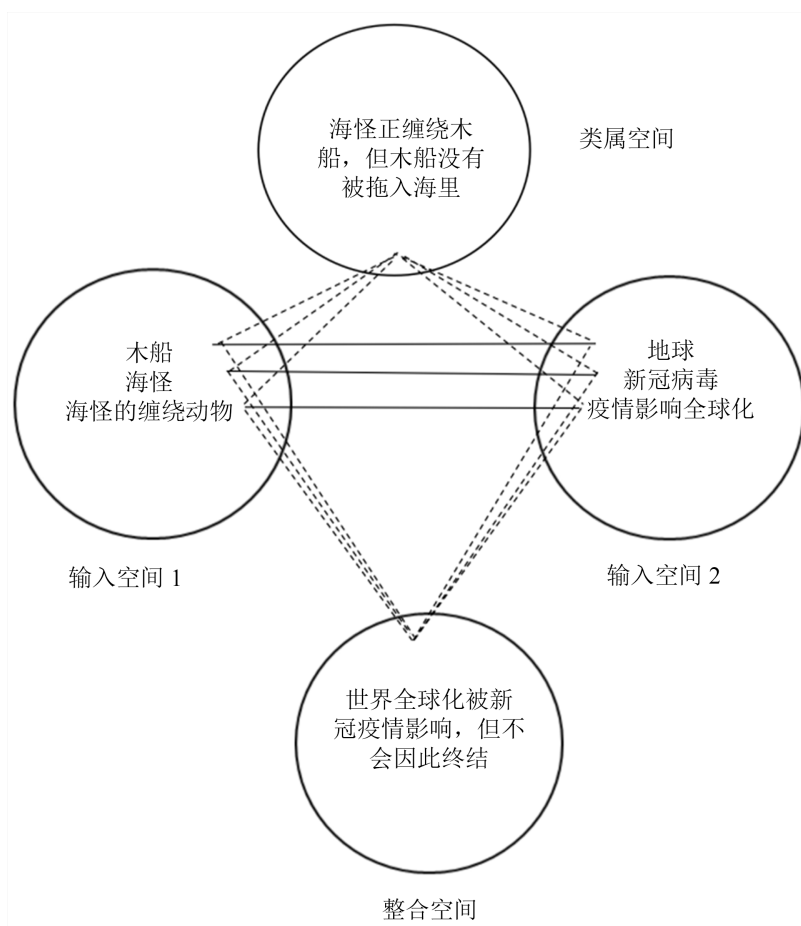 海怪正缠绕木
船，但木船没有
被拖入海里
类属空间
木船
海怪
海怪的缠绕动物
地球
新冠病毒
疫情影响全球化
输入空间 1
输入空间 2
世界全球化被新
冠疫情影响，但不
会因此终结
整合空间